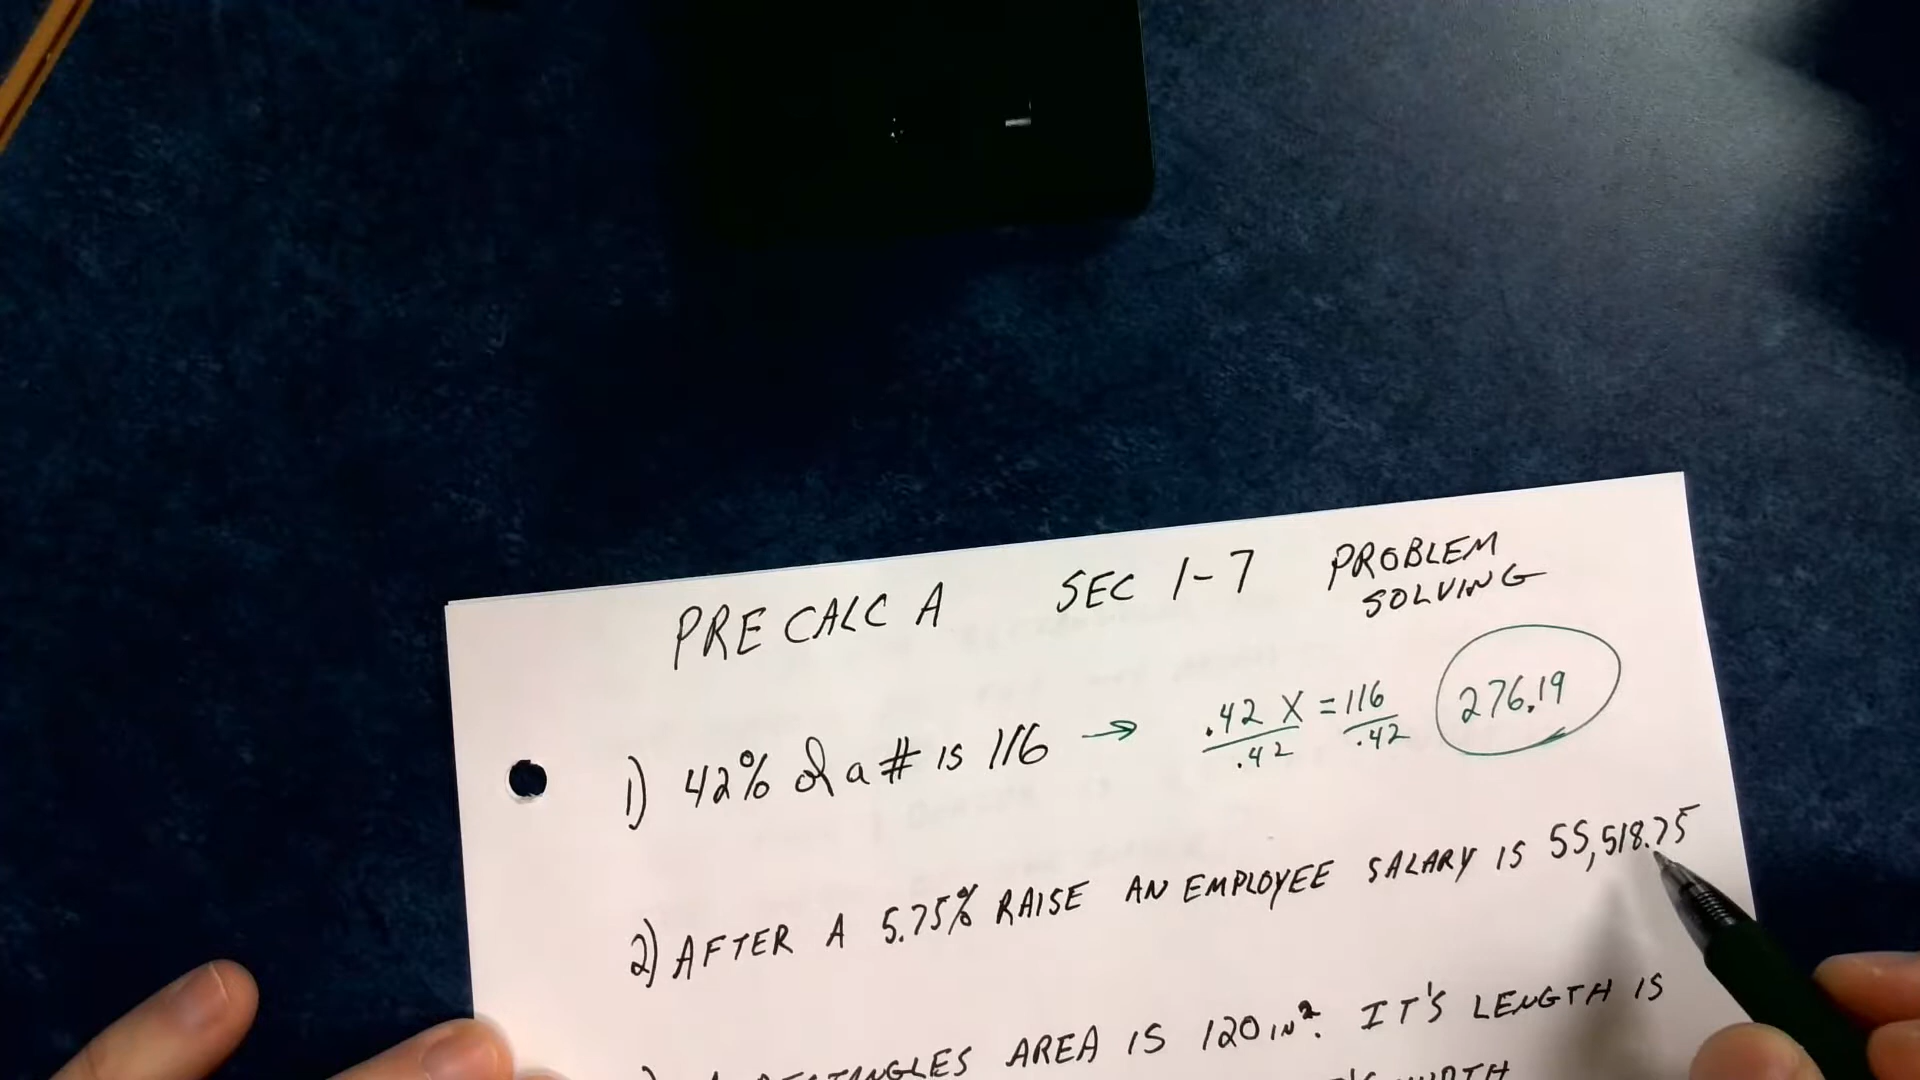 PRE CALC A SEC 1-7 PROBLEM
SOLVING
1) 42% of a # is 116 → .42 X = 116 276.19
.42 .42
2) AFTER A 5.75% RAISE AN EMPLOYEE SALARY IS 55,518.75
AREA IS 120 IN². IT'S LENGTH IS